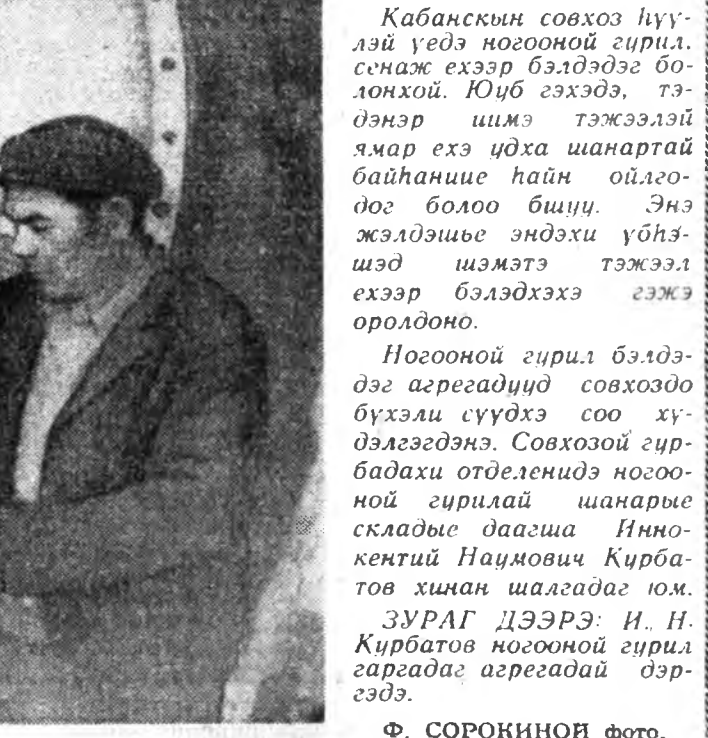 Кабанскын совхоз һүү-
лэй үедэ ногооной гурил,
сенаж ехээр бэлдэдэг бо-
лонхой. Юуб гэхэдэ, тэ-
дэнэр шимэ тэжээлэй
ямар ехэ удха шанартай
байһаниие һайн ойлго-
дог болоо бшуу. Энэ
жэлдэшье эндэхи үбһэ-
шэд шэмэтэ тэжээл
ехээр бэлэдхэхэ гэжэ
оролдоно.
Ногооной гурил бэлдэ-
дэг агрегадууд совхоздо
бүхэли сүүдхэ соо хү-
дэлгэгдэнэ. Совхозой гур-
бадахи отделенидэ ногоо-
ной гурилай шанарые
складые даагша Инно-
кентий Наумович Курба-
тов хинан шалгадаг юм.
ЗУРАГ ДЭЭРЭ: И. Н.
Курбатов ногооной гурил
гаргадаг агрегадай дэр-
гэдэ.
Ф. СОРОКИНОЙ фото.